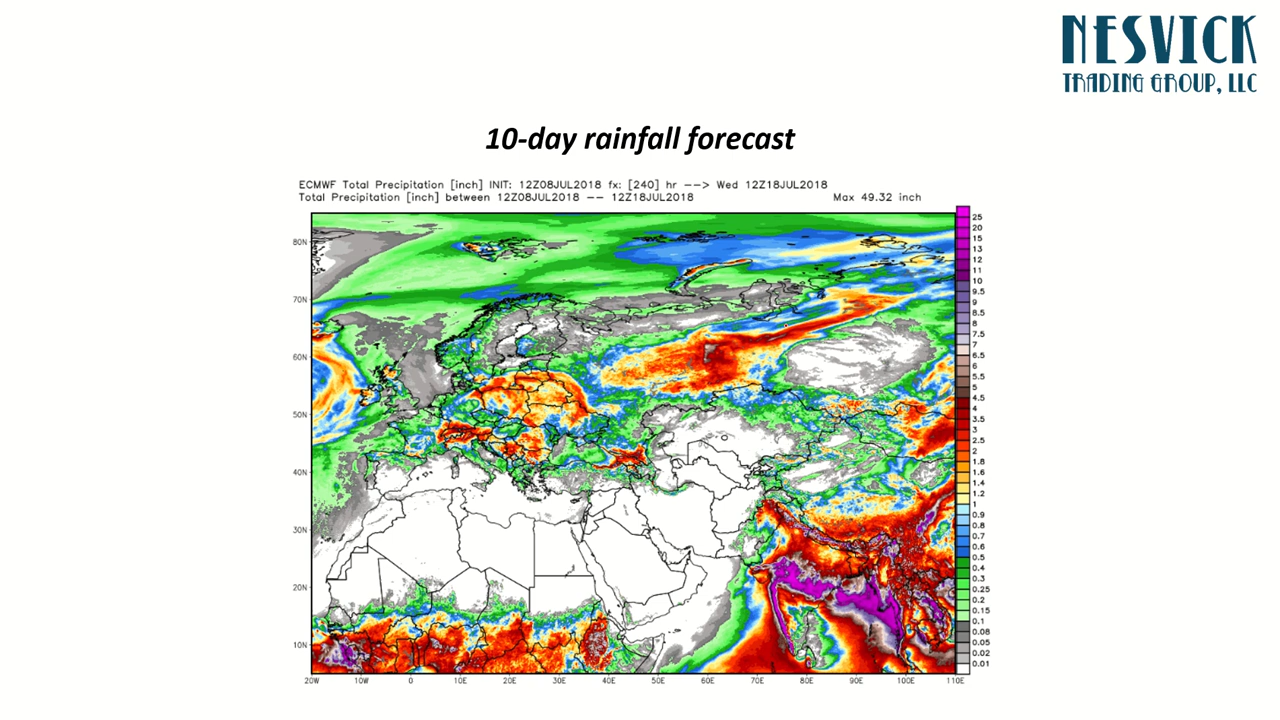 NESVICK
TRADING GROUP, LLC
10-day rainfall forecast
ECMWF Total Precipitation [inch] INIT: 12Z08JUL2018 fx: [240] hr --> Wed 12Z18JUL2018
Total Precipitation [inch] between 12Z08JUL2018 -- 12Z18JUL2018
Max 49.32 inch
80N
70N
60N
50N
40N
30N
20N
10N
20W 10W 0 10E 20E 30E 40E 50E 60E 70E 80E 90E 100E 110E
25
20
15
13
12
11
10
9.5
9
8.5
8
7.5
7
6.5
6
5.5
5
4.5
4
3.5
3
2.5
2
1.8
1.6
1.4
1.2
1
0.9
0.8
0.7
0.6
0.5
0.4
0.3
0.25
0.2
0.15
0.1
0.08
0.05
0.02
0.01